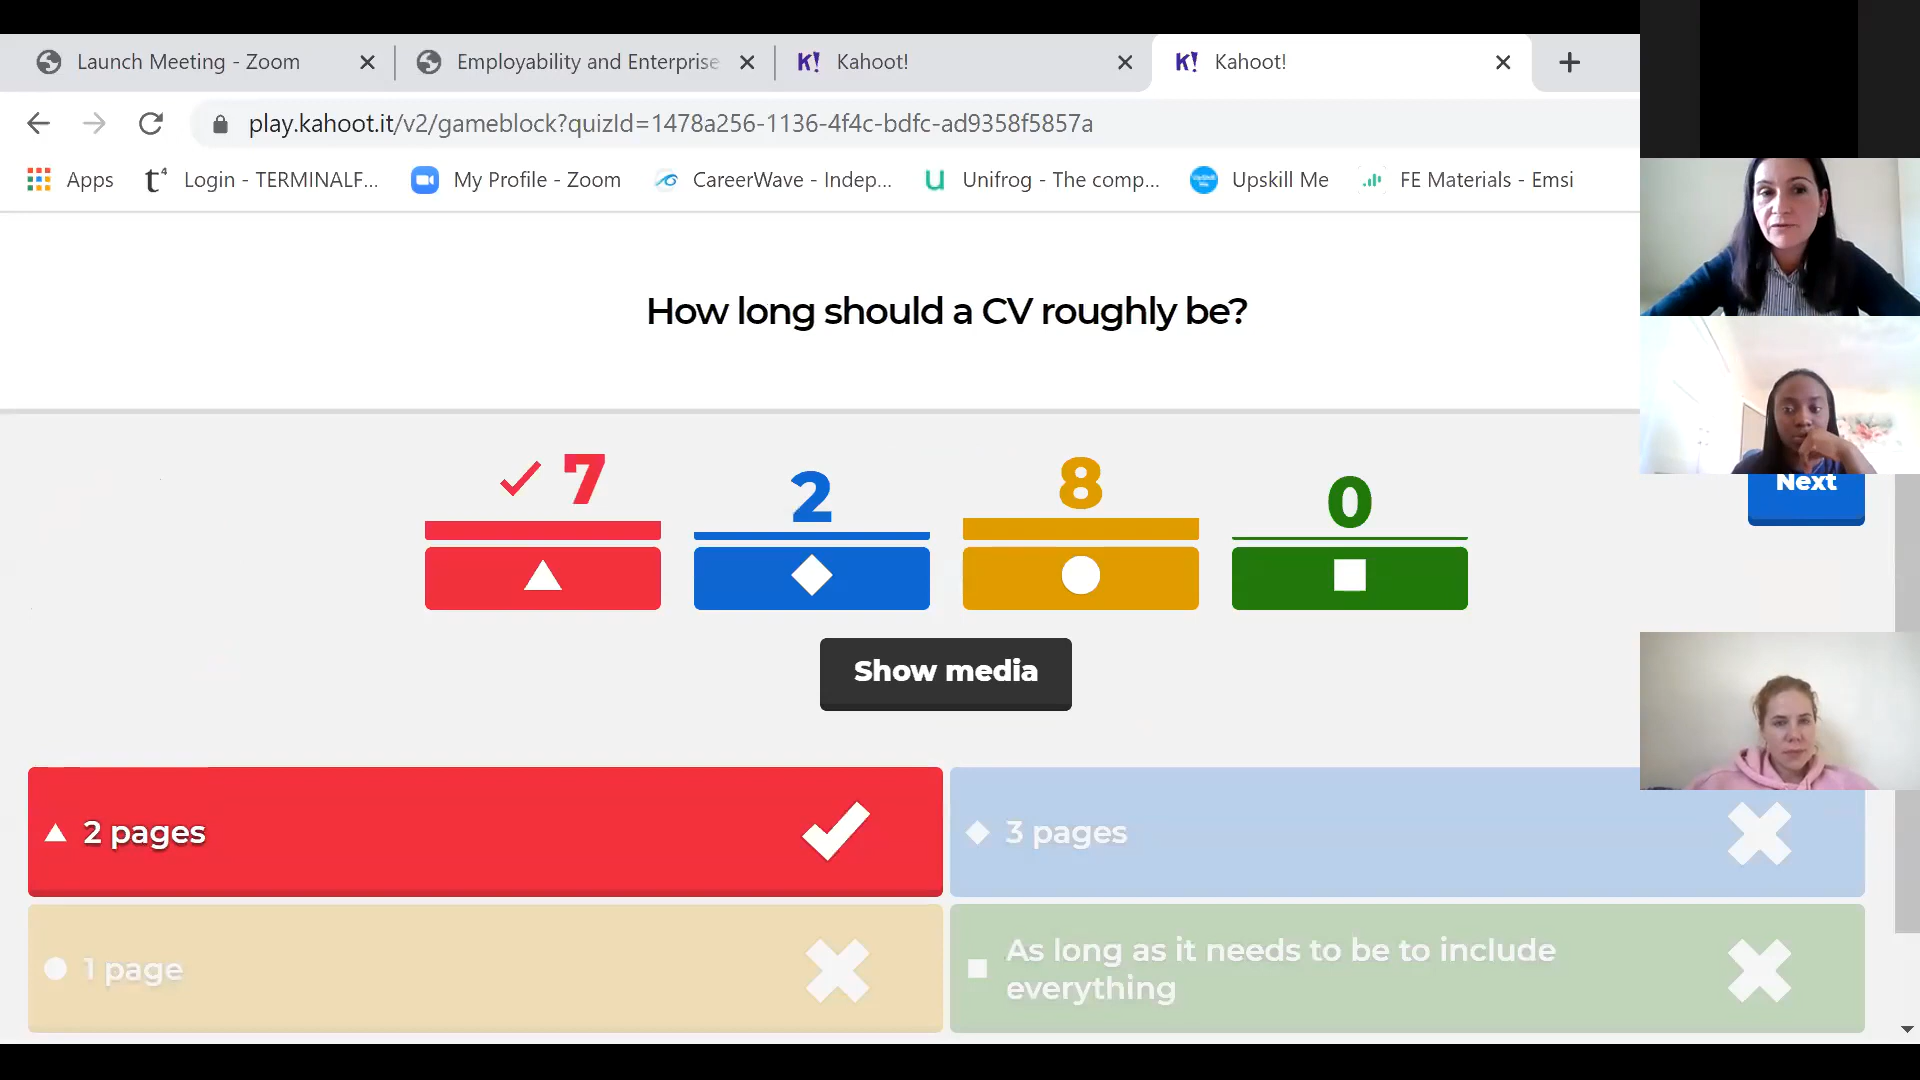 Launch Meeting - Zoom
Employability and Enterprise
K! Kahoot!
K! Kahoot!
play.kahoot.it/v2/gameblock?quizId=1478a256-1136-4f4c-bdfc-ad9358f5857a
Apps
t4 Login - TERMINALF...
My Profile - Zoom
CareerWave - Indep...
Unifrog - The comp...
Upskill Me
FE Materials - Emsi
How long should a CV roughly be?
7
2
8
0
Next
Show media
2 pages
3 pages
1 page
As long as it needs to be to include
everything